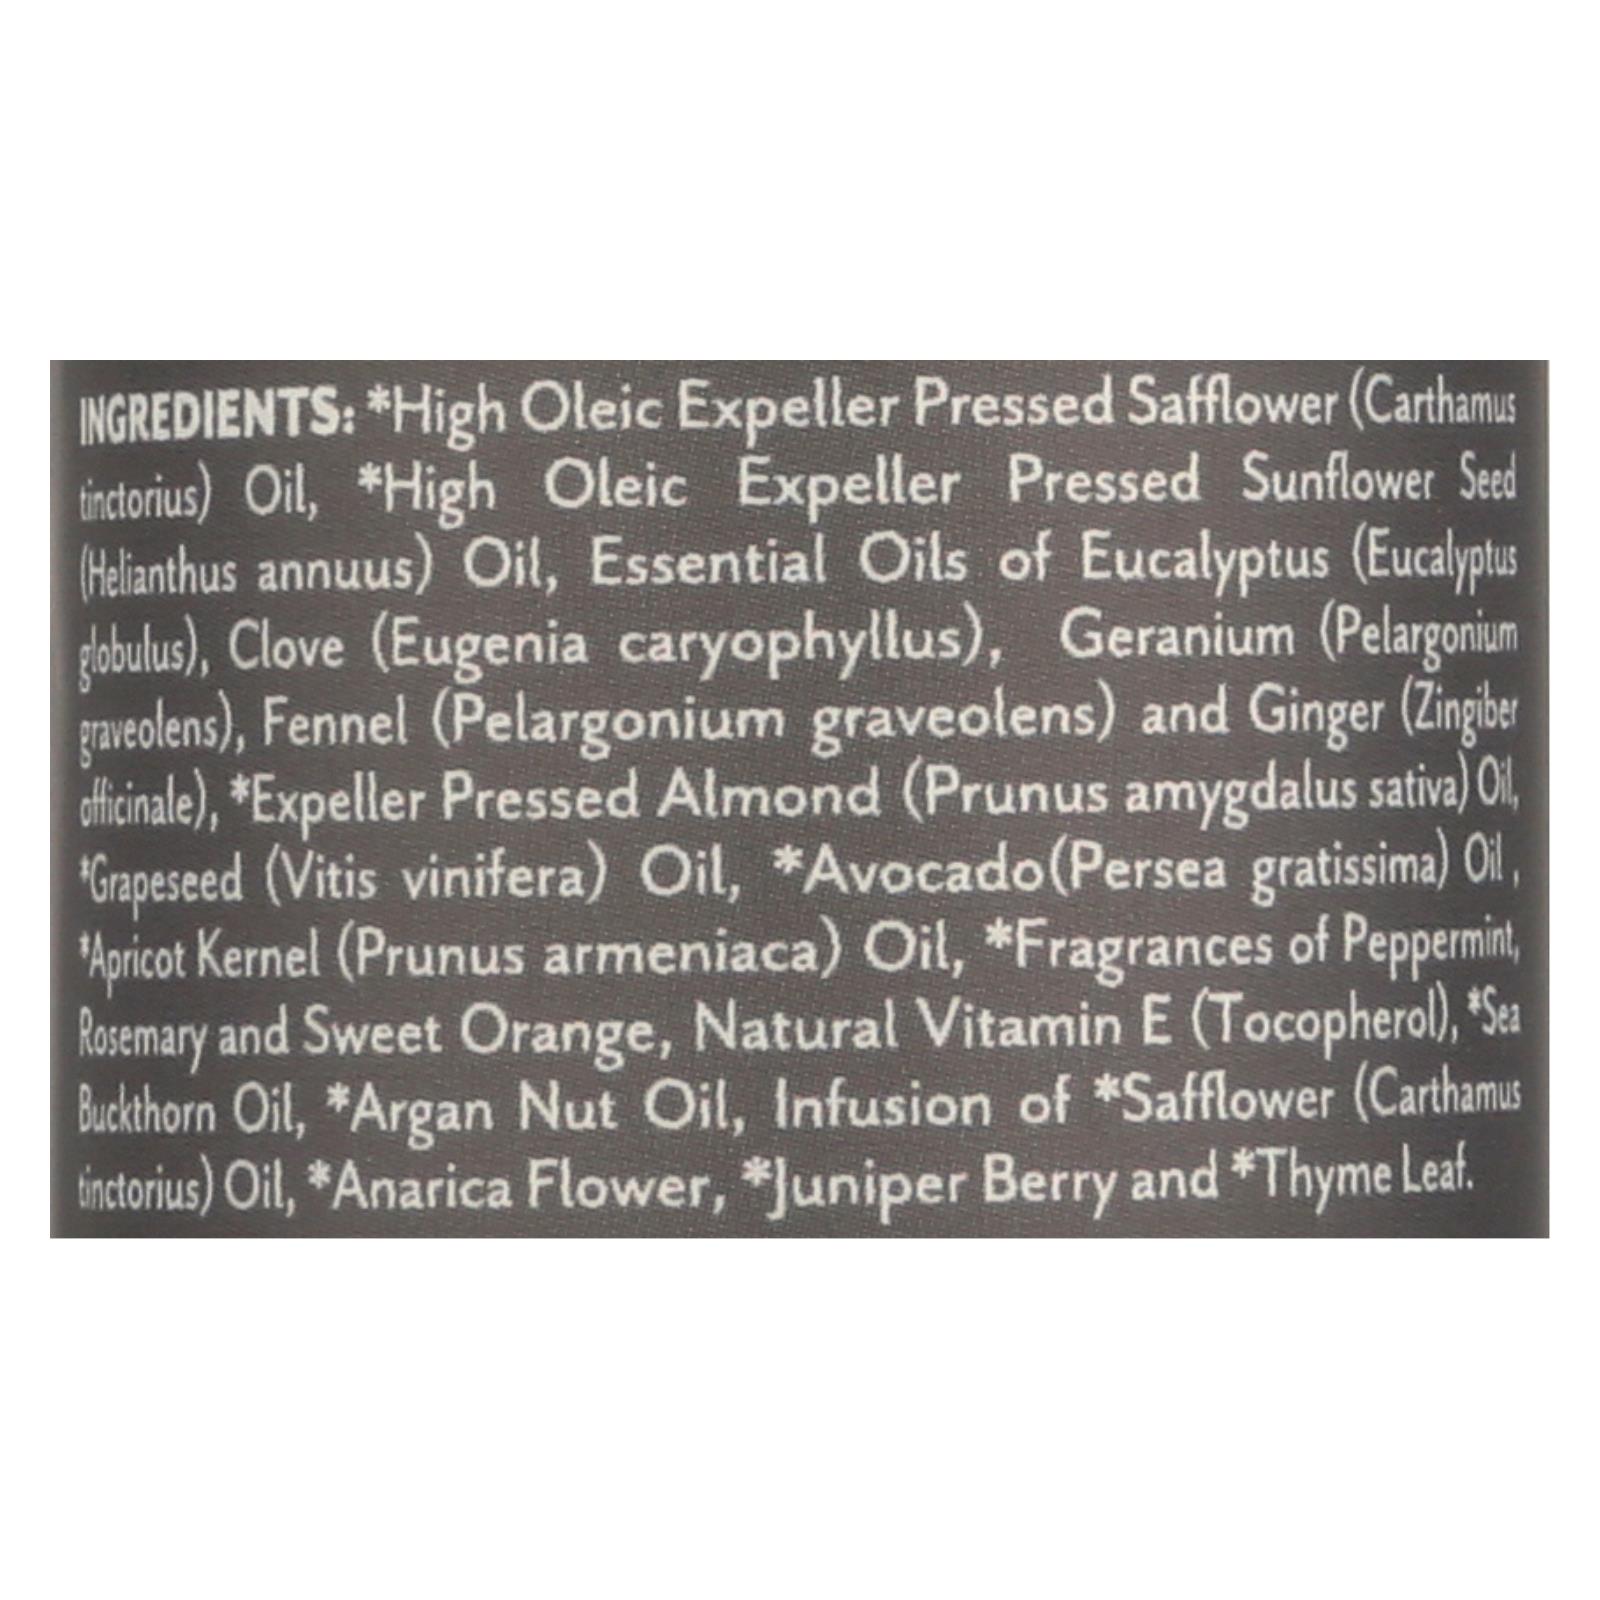 INGREDIENTS: *High Oleic Expeller Pressed Safflower (Carthamus
tinctorius) Oil, *High Oleic Expeller Pressed Sunflower Seed
(Helianthus annuus) Oil, Essential Oils of Eucalyptus (Eucalyptus
globulus), Clove (Eugenia caryophyllus), Geranium (Pelargonium
graveolens), Fennel (Pelargonium graveolens) and Ginger (Zingiber
officinale), *Expeller Pressed Almond (Prunus amygdalus sativa) Oil,
*Grapeseed (Vitis vinifera) Oil, *Avocado(Persea gratissima) Oil ,
*Apricot Kernel (Prunus armeniaca) Oil, *Fragrances of Peppermint,
Rosemary and Sweet Orange, Natural Vitamin E (Tocopherol), *Sea
Buckthorn Oil, *Argan Nut Oil, Infusion of *Safflower (Carthamus
tinctorius) Oil, *Anarica Flower, *Juniper Berry and *Thyme Leaf.